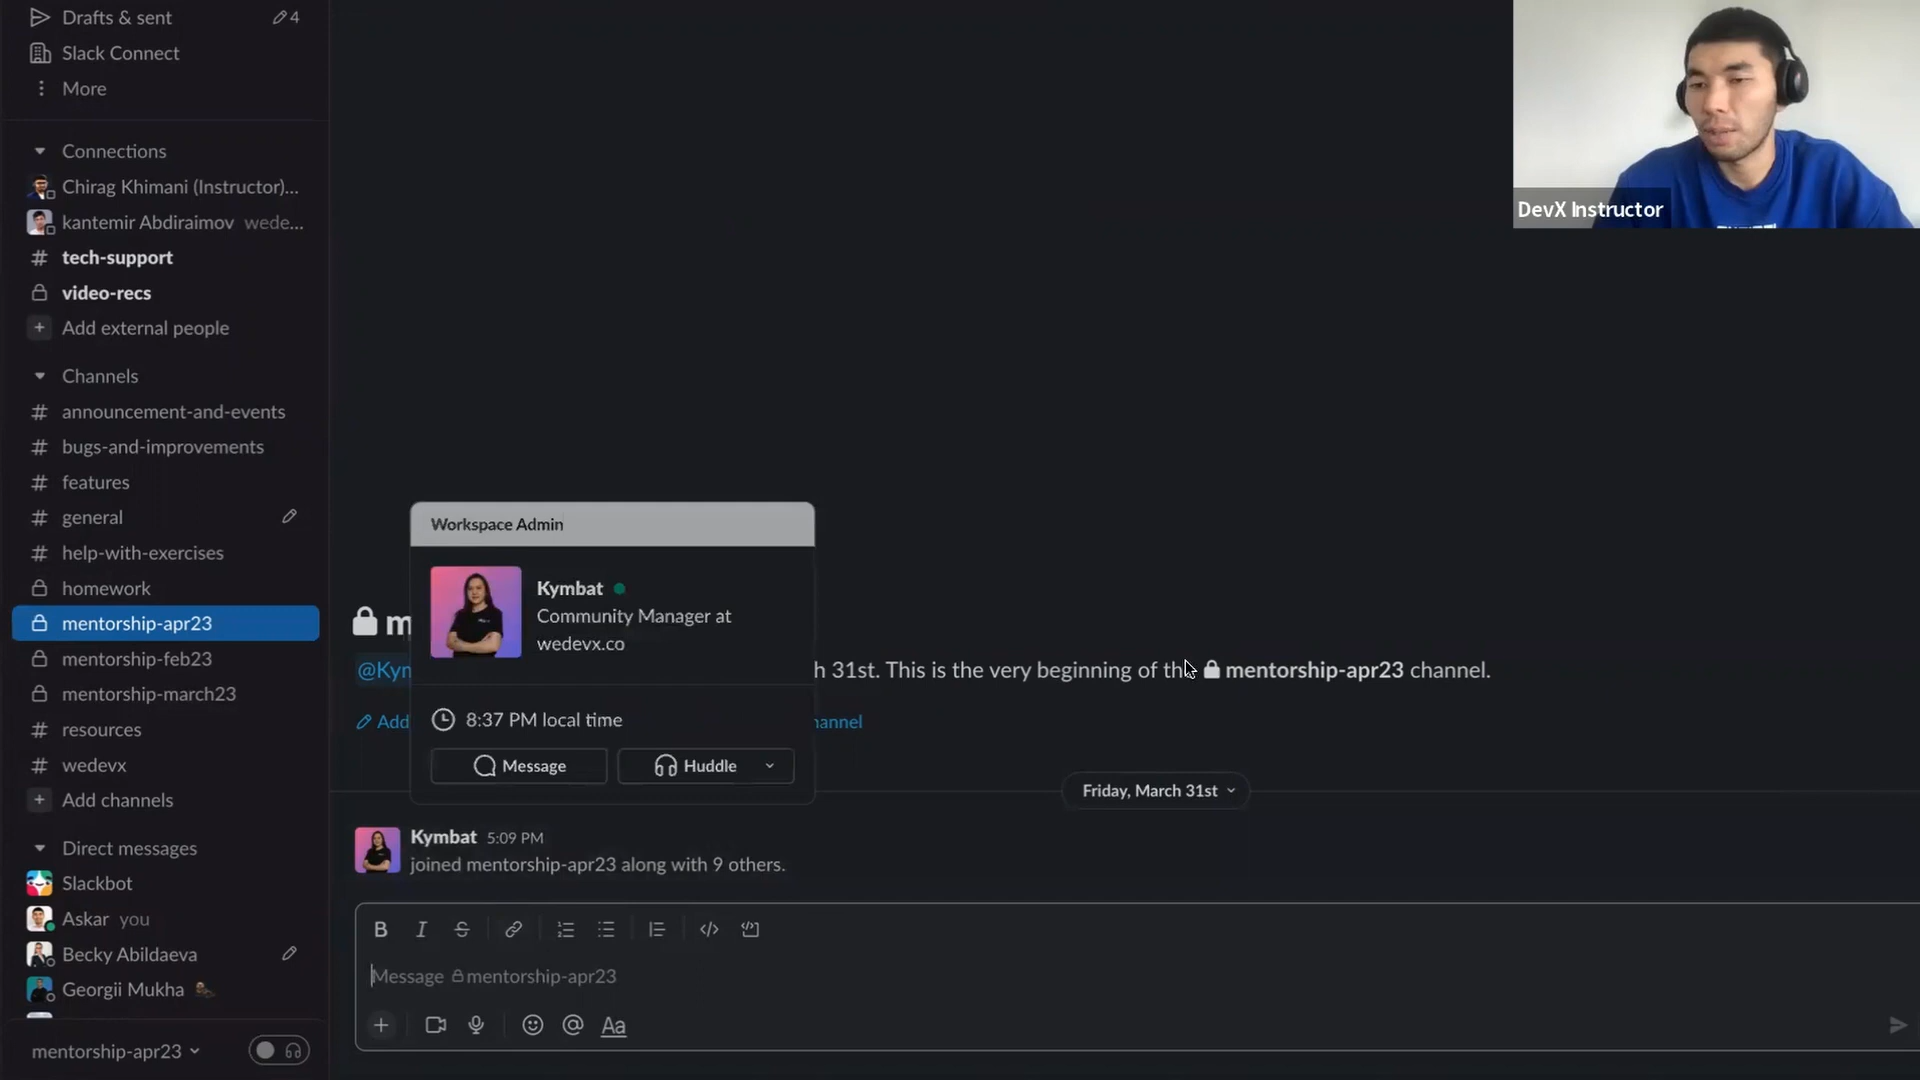 Drafts & sent
4
Slack Connect
More
Connections
Chirag Khimani (Instructor)...
kantemir Abdiraimov wede...
# tech-support
video-recs
+ Add external people
Channels
# announcement-and-events
# bugs-and-improvements
# features
# general
# help-with-exercises
homework
mentorship-apr23
mentorship-feb23
mentorship-march23
# resources
# wedevx
+ Add channels
Direct messages
Slackbot
Askar you
Becky Abildaeva
Georgii Mukha
mentorship-apr23
DevX Instructor
Workspace Admin
Kymbat
Community Manager at
wedevx.co
8:37 PM local time
Message
Huddle
m
@Kym
h 31st. This is the very beginning of the mentorship-apr23 channel.
Add
hannel
Friday, March 31st
Kymbat 5:09 PM
joined mentorship-apr23 along with 9 others.
B I S
Message mentorship-apr23
+ @ Aa